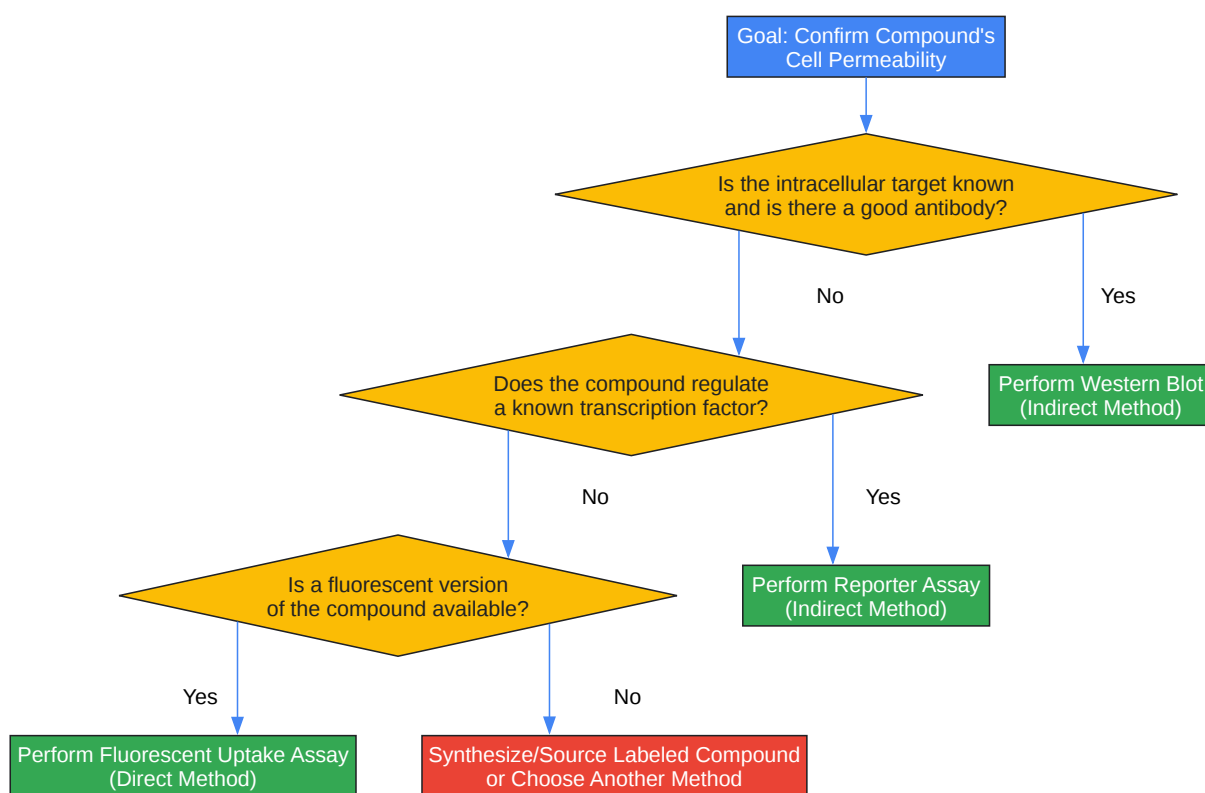 Goal: Confirm Compound's
Cell Permeability
Is the intracellular target known
and is there a good antibody?
No
Yes
Does the compound regulate
a known transcription factor?
Perform Western Blot
(Indirect Method)
No
Yes
Is a fluorescent version
of the compound available?
Perform Reporter Assay
(Indirect Method)
Yes
No
Perform Fluorescent Uptake Assay
(Direct Method)
Synthesize/Source Labeled Compound
or Choose Another Method